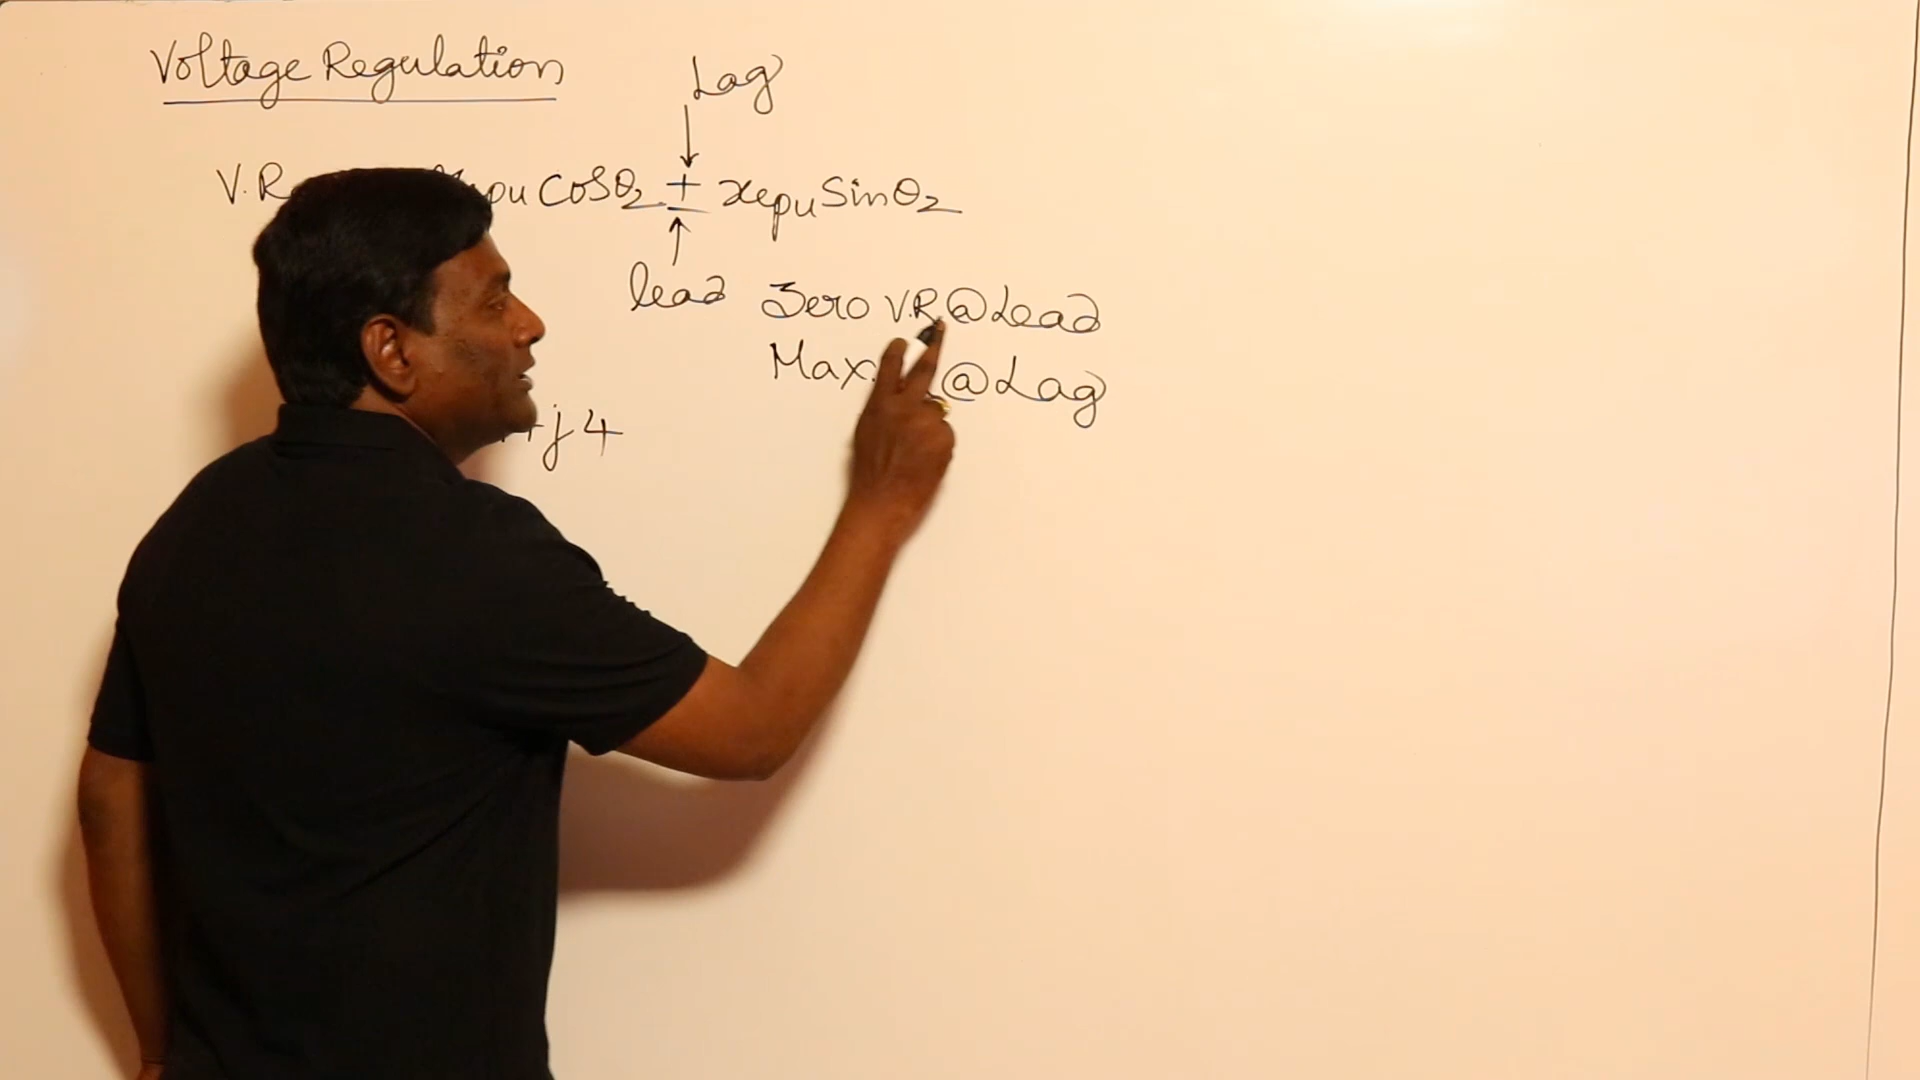 Voltage Regulation
Lag
V.R pu Cosθ₂ ± xepu Sinθ₂
lead Zero V.R @ Lead
Max. @ Lag
+j4